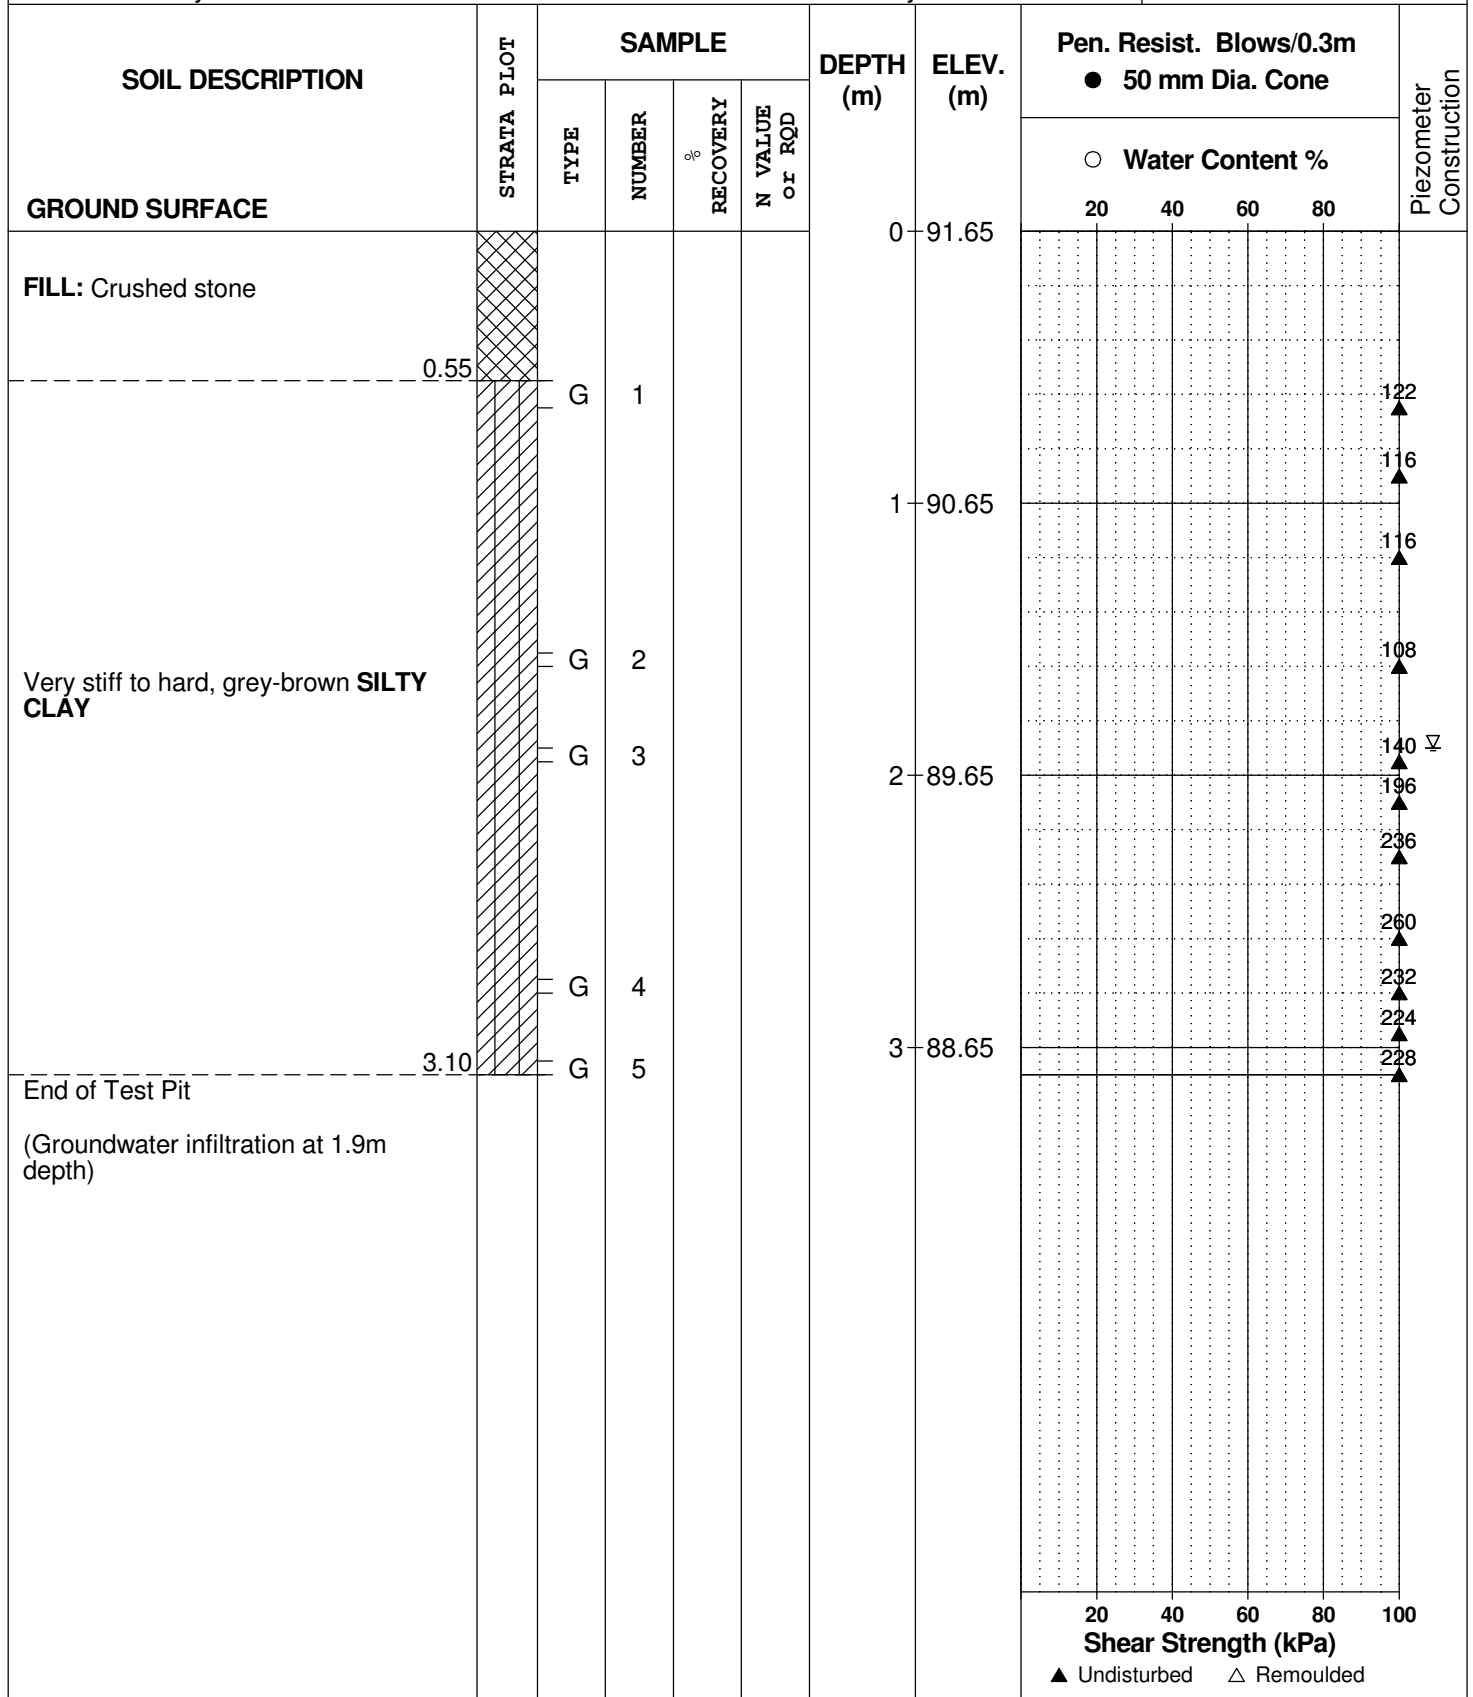 SOIL DESCRIPTION
GROUND SURFACE
STRATA PLOT
SAMPLE
TYPE
NUMBER
%
RECOVERY
N VALUE
or RQD
DEPTH
(m)
ELEV.
(m)
Pen. Resist. Blows/0.3m
● 50 mm Dia. Cone
○ Water Content %
20 40 60 80
Piezometer
Construction
0 91.65
FILL: Crushed stone
0.55
G 1
122
116
1 90.65
116
G 2
108
Very stiff to hard, grey-brown SILTY
CLAY
G 3
140
2 89.65
196
236
260
G 4
232
224
3 88.65
3.10
G 5
228
End of Test Pit
(Groundwater infiltration at 1.9m
depth)
20 40 60 80 100
Shear Strength (kPa)
▲ Undisturbed △ Remoulded